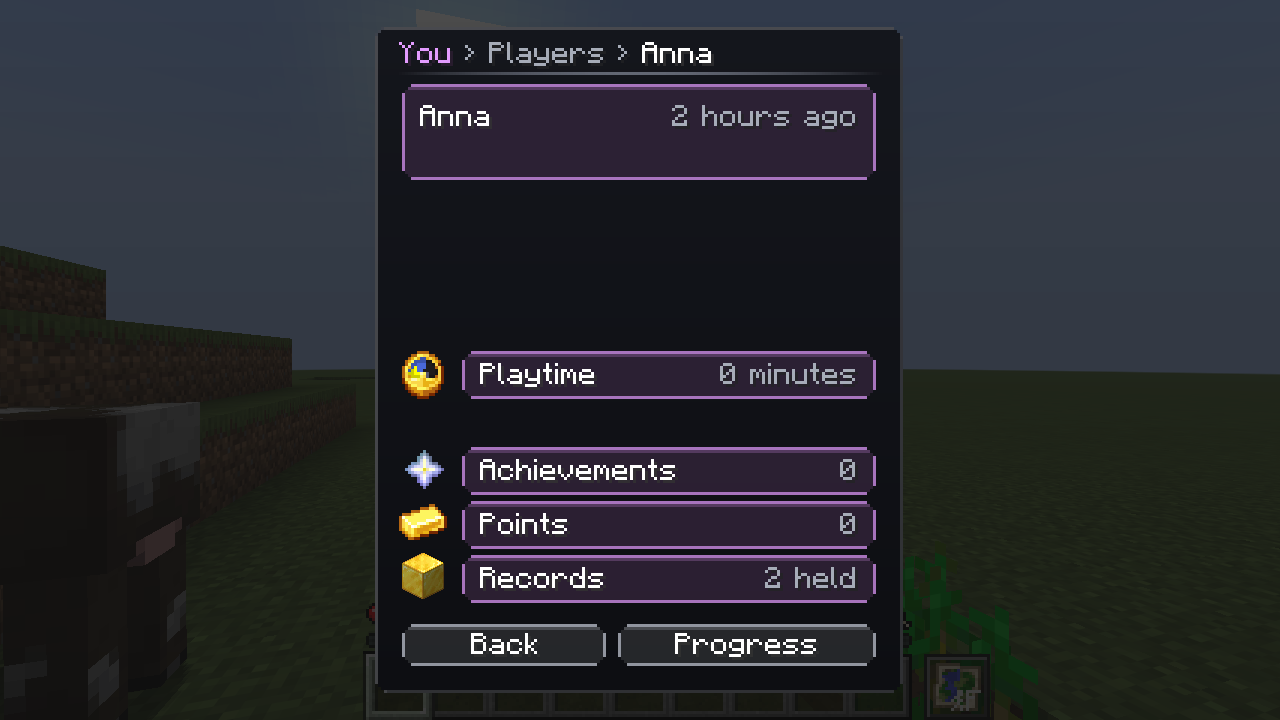 You > Players > Anna
Anna 2 hours ago
Playtime 0 minutes
Achievements 0
Points 0
Records 2 held
Back Progress